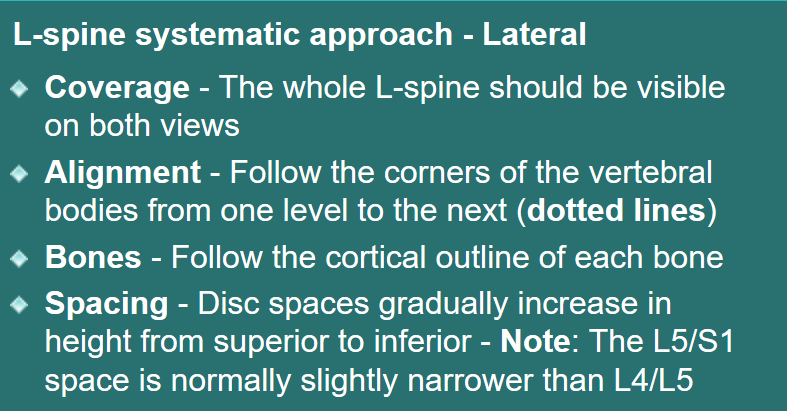 L-spine systematic approach - Lateral
Coverage - The whole L-spine should be visible
on both views
Alignment - Follow the corners of the vertebral
bodies from one level to the next (dotted lines)
Bones - Follow the cortical outline of each bone
Spacing - Disc spaces gradually increase in
height from superior to inferior - Note: The L5/S1
space is normally slightly narrower than L4/L5